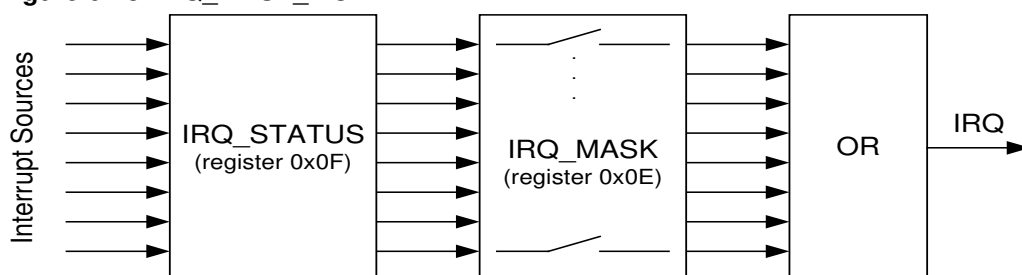 Interrupt Sources
IRQ_STATUS
(register 0x0F)
IRQ_MASK
(register 0x0E)
OR
IRQ